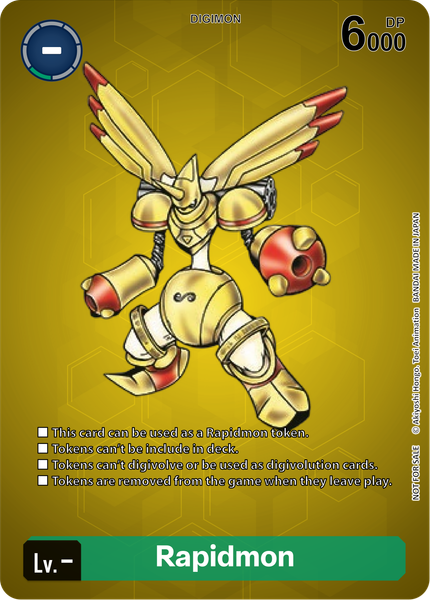 DIGIMON
-
DP
6000
■ This card can be used as a Rapidmon token.
■ Tokens can't be include in deck.
■ Tokens can't digivolve or be used as digivolution cards.
■ Tokens are removed from the game when they leave play.
NOT FOR SALE © Akiyoshi Hongo, Toei Animation BANDAI MADE IN JAPAN
Lv.-
Rapidmon